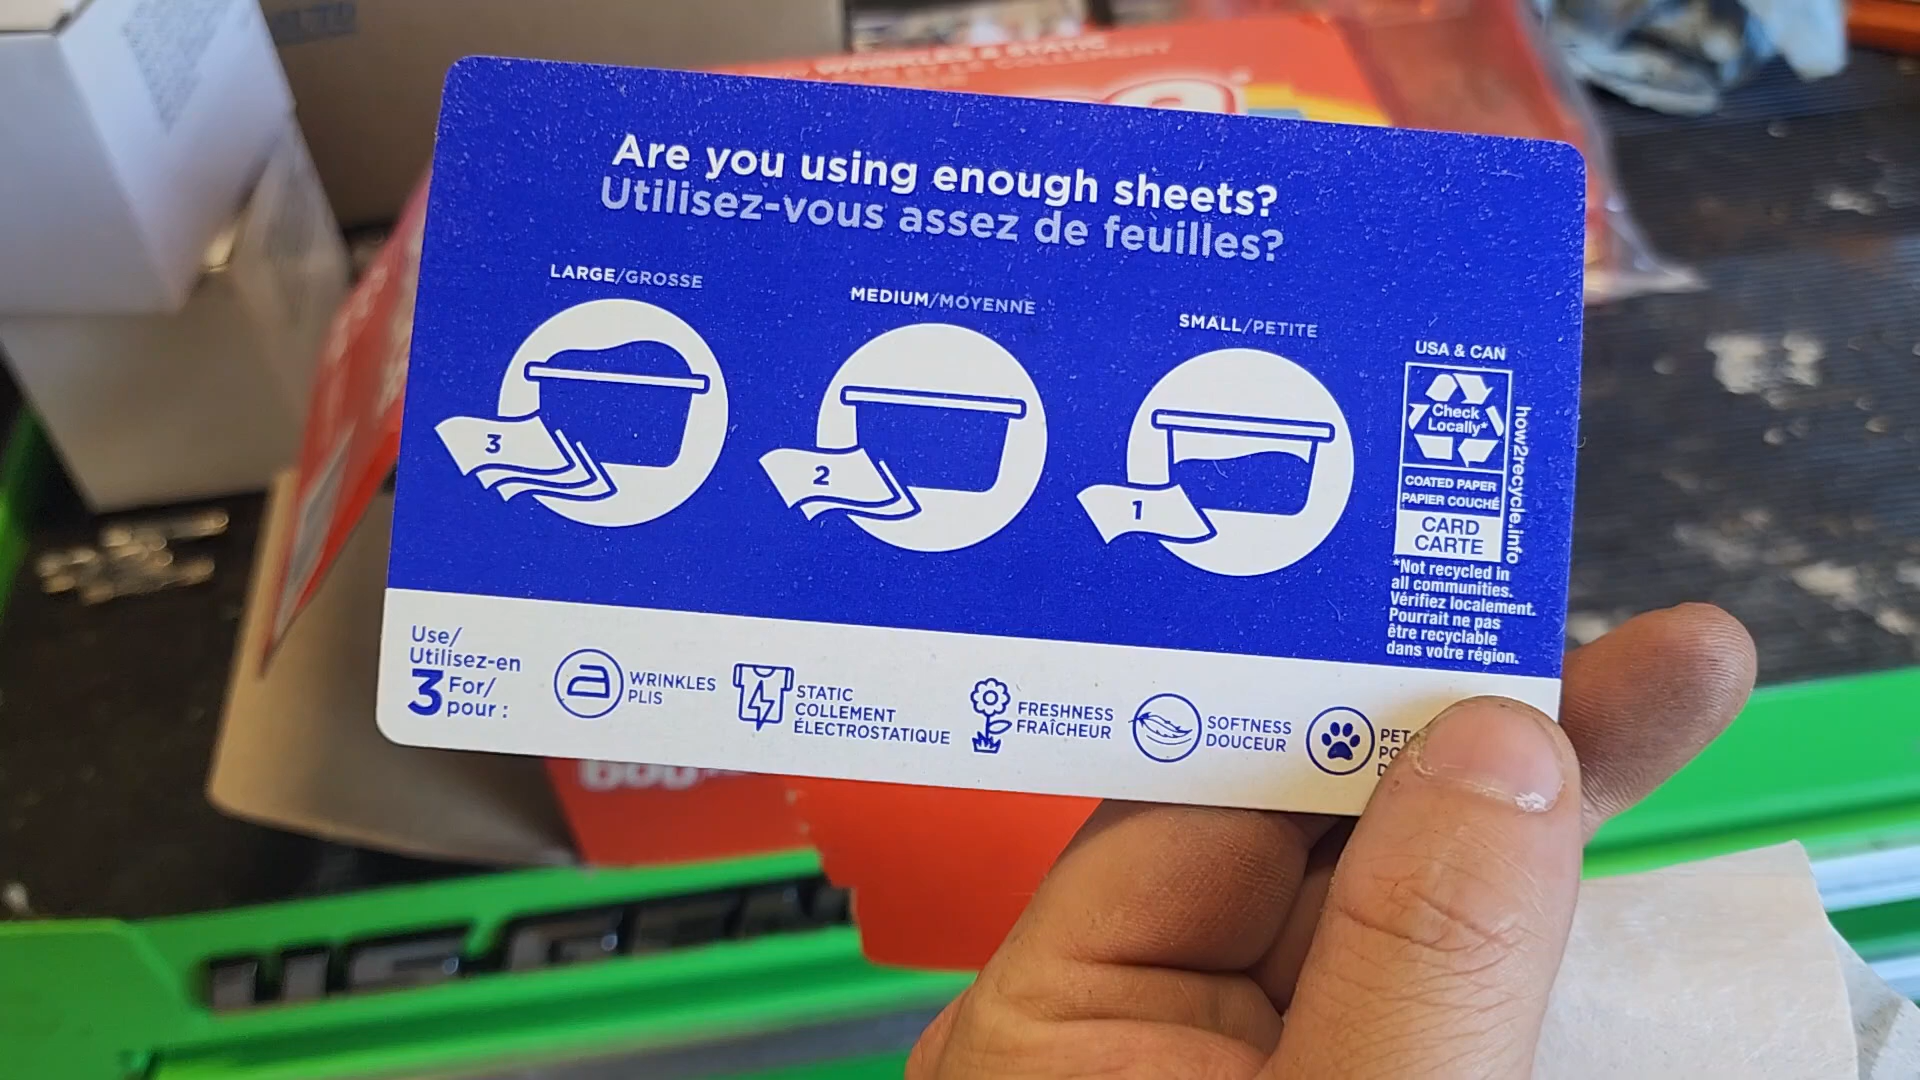 WRINKLES & STATIC
Are you using enough sheets?
Utilisez-vous assez de feuilles?
LARGE/GROSSE
MEDIUM/MOYENNE
SMALL/PETITE
3
2
1
USA & CAN
Check
Locally*
COATED PAPER
PAPIER COUCHÉ
CARD
CARTE
how2recycle.info
*Not recycled in
all communities.
Vérifiez localement.
Pourrait ne pas
être recyclable
dans votre région.
Use/
Utilisez-en
3 For/
pour :
WRINKLES
PLIS
STATIC
COLLEMENT
ÉLECTROSTATIQUE
FRESHNESS
FRAÎCHEUR
SOFTNESS
DOUCEUR
PET